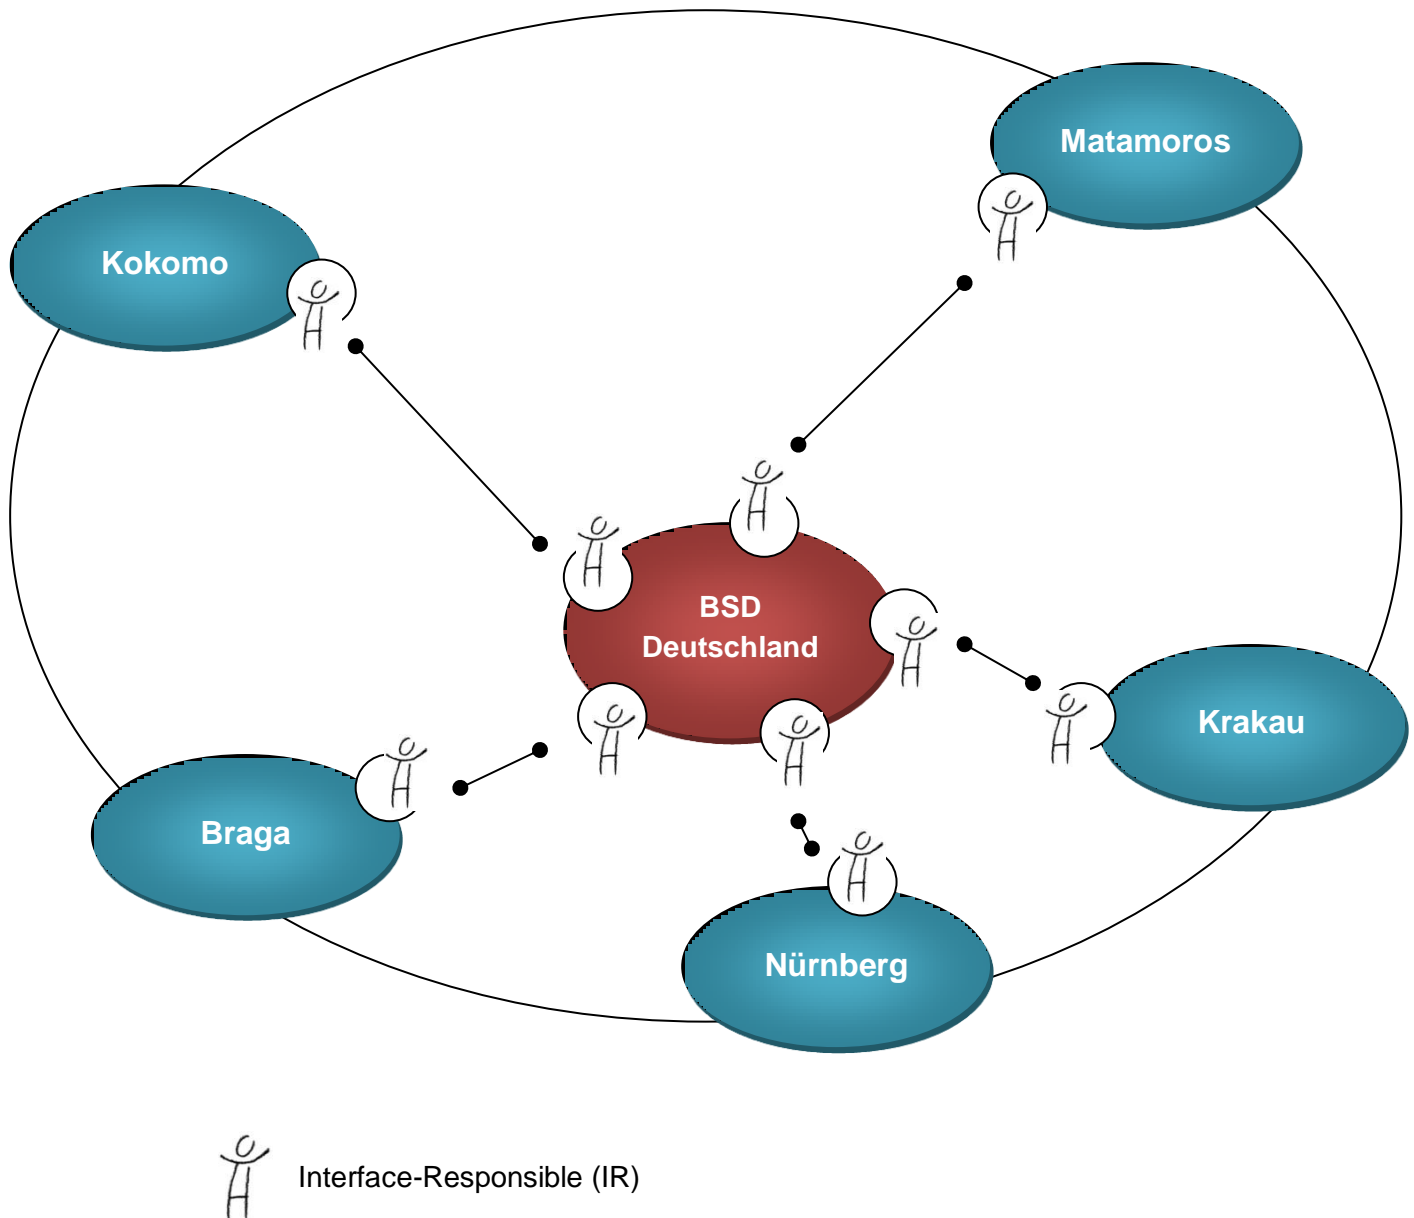 Matamoros
Kokomo
BSD
Deutschland
Krakau
Braga
Nürnberg
Interface-Responsible (IR)